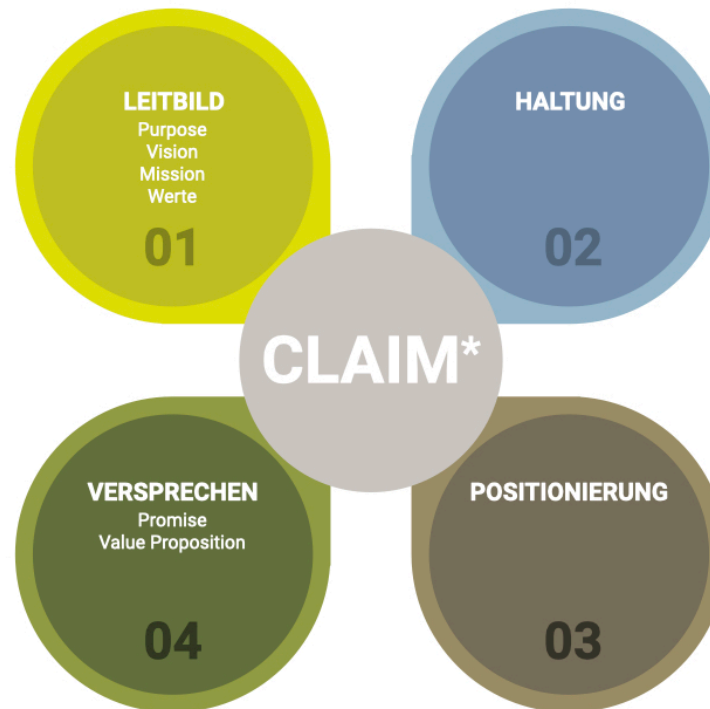 LEITBILD
Purpose
Vision
Mission
Werte
01
HALTUNG
02
CLAIM*
VERSPRECHEN
Promise
Value Proposition
04
POSITIONIERUNG
03